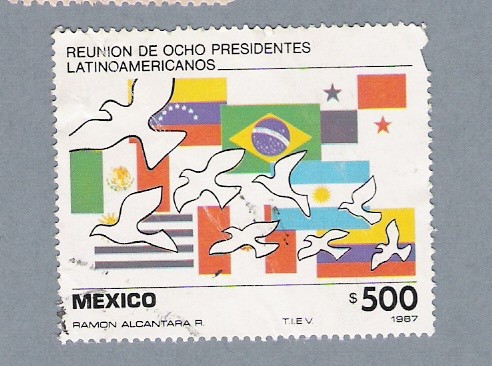 REUNION DE OCHO PRESIDENTES
LATINOAMERICANOS
MEXICO $500
RAMON ALCANTARA R. T.I.E.V. 1987